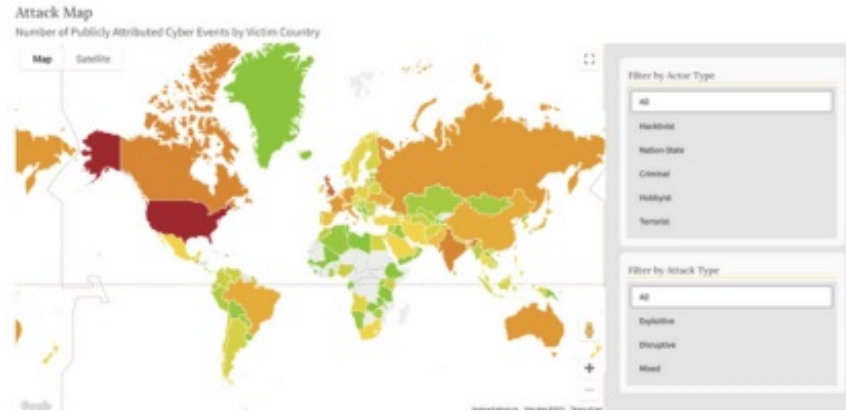 Attack Map
Number of Publicly Attributed Cyber Events by Victim Country
Map Satellite
Filter by Actor Type
All
Hacktivist
Nation-State
Criminal
Hobbyist
Terrorist
Filter by Attack Type
All
Exploitive
Disruptive
Mixed
Google